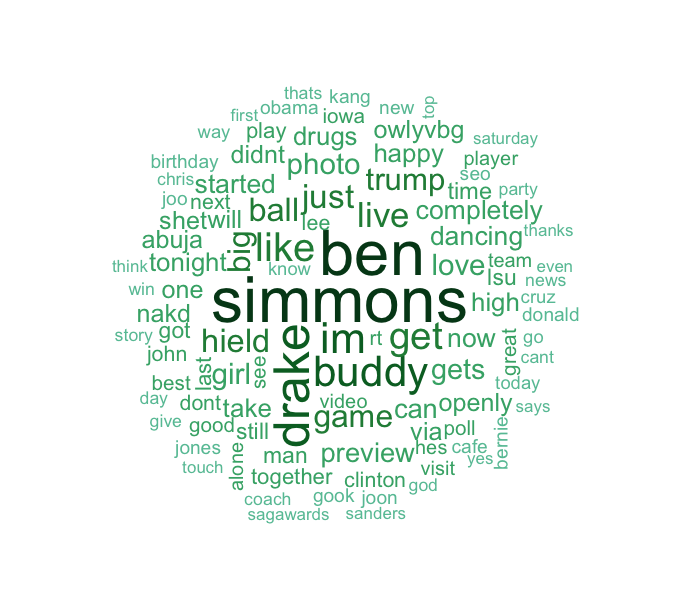 thats kang
first obama iowa new top
way play drugs owlyvbg saturday
birthday didnt photo happy player
chris started just trump time seo party
joo next ball lee live completely
shetwill thanks
abuja big like ben dancing
think tonight know love team even
win one simmons high lsu news
nakd cruz donald
story got hield im rt get now great go
john last girl see drake buddy gets cant
best today
day dont take video game can openly says
give good still via poll bernie
jones alone man preview hes cafe yes
touch together clinton visit
coach gook joon god
sagawards sanders